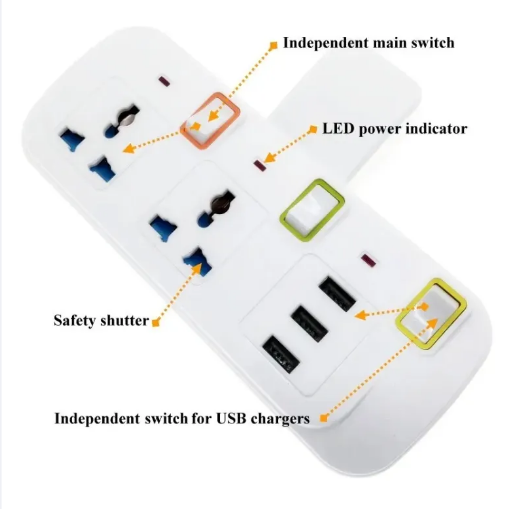 Independent main switch
LED power indicator
Safety shutter
Independent switch for USB chargers